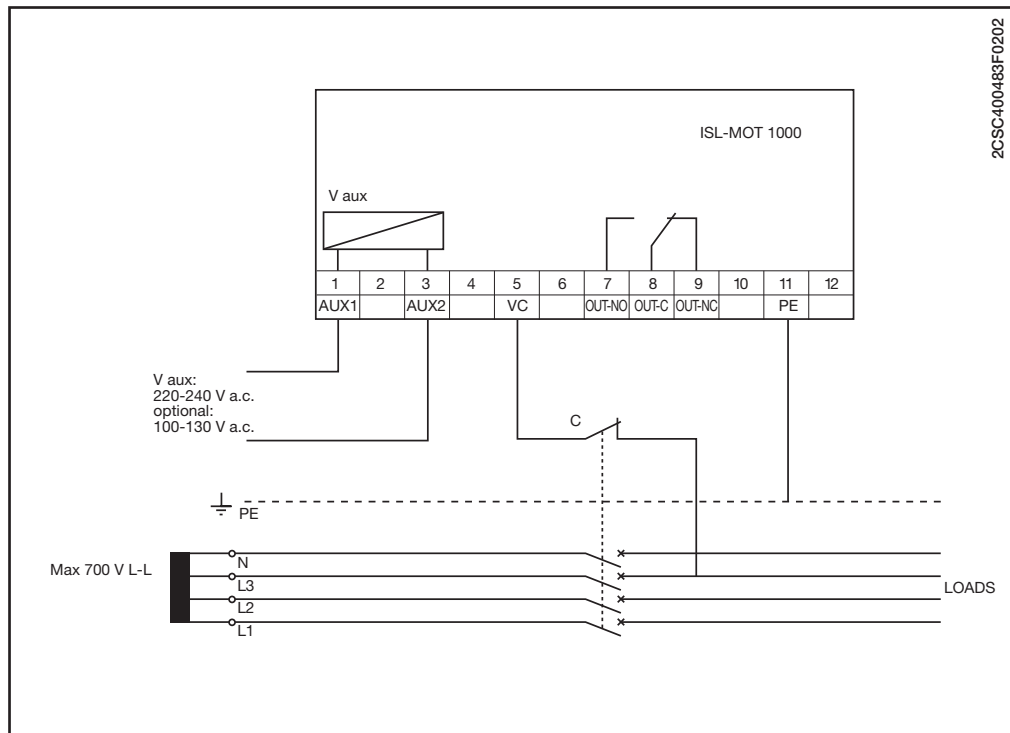 2CSC400483F0202
ISL-MOT 1000
V aux
1 2 3 4 5 6 7 8 9 10 11 12
AUX1 AUX2 VC OUT-NO OUT-C OUT-NC PE
V aux:
220-240 V a.c.
optional:
100-130 V a.c.
C
PE
N
Max 700 V L-L
L3
LOADS
L2
L1